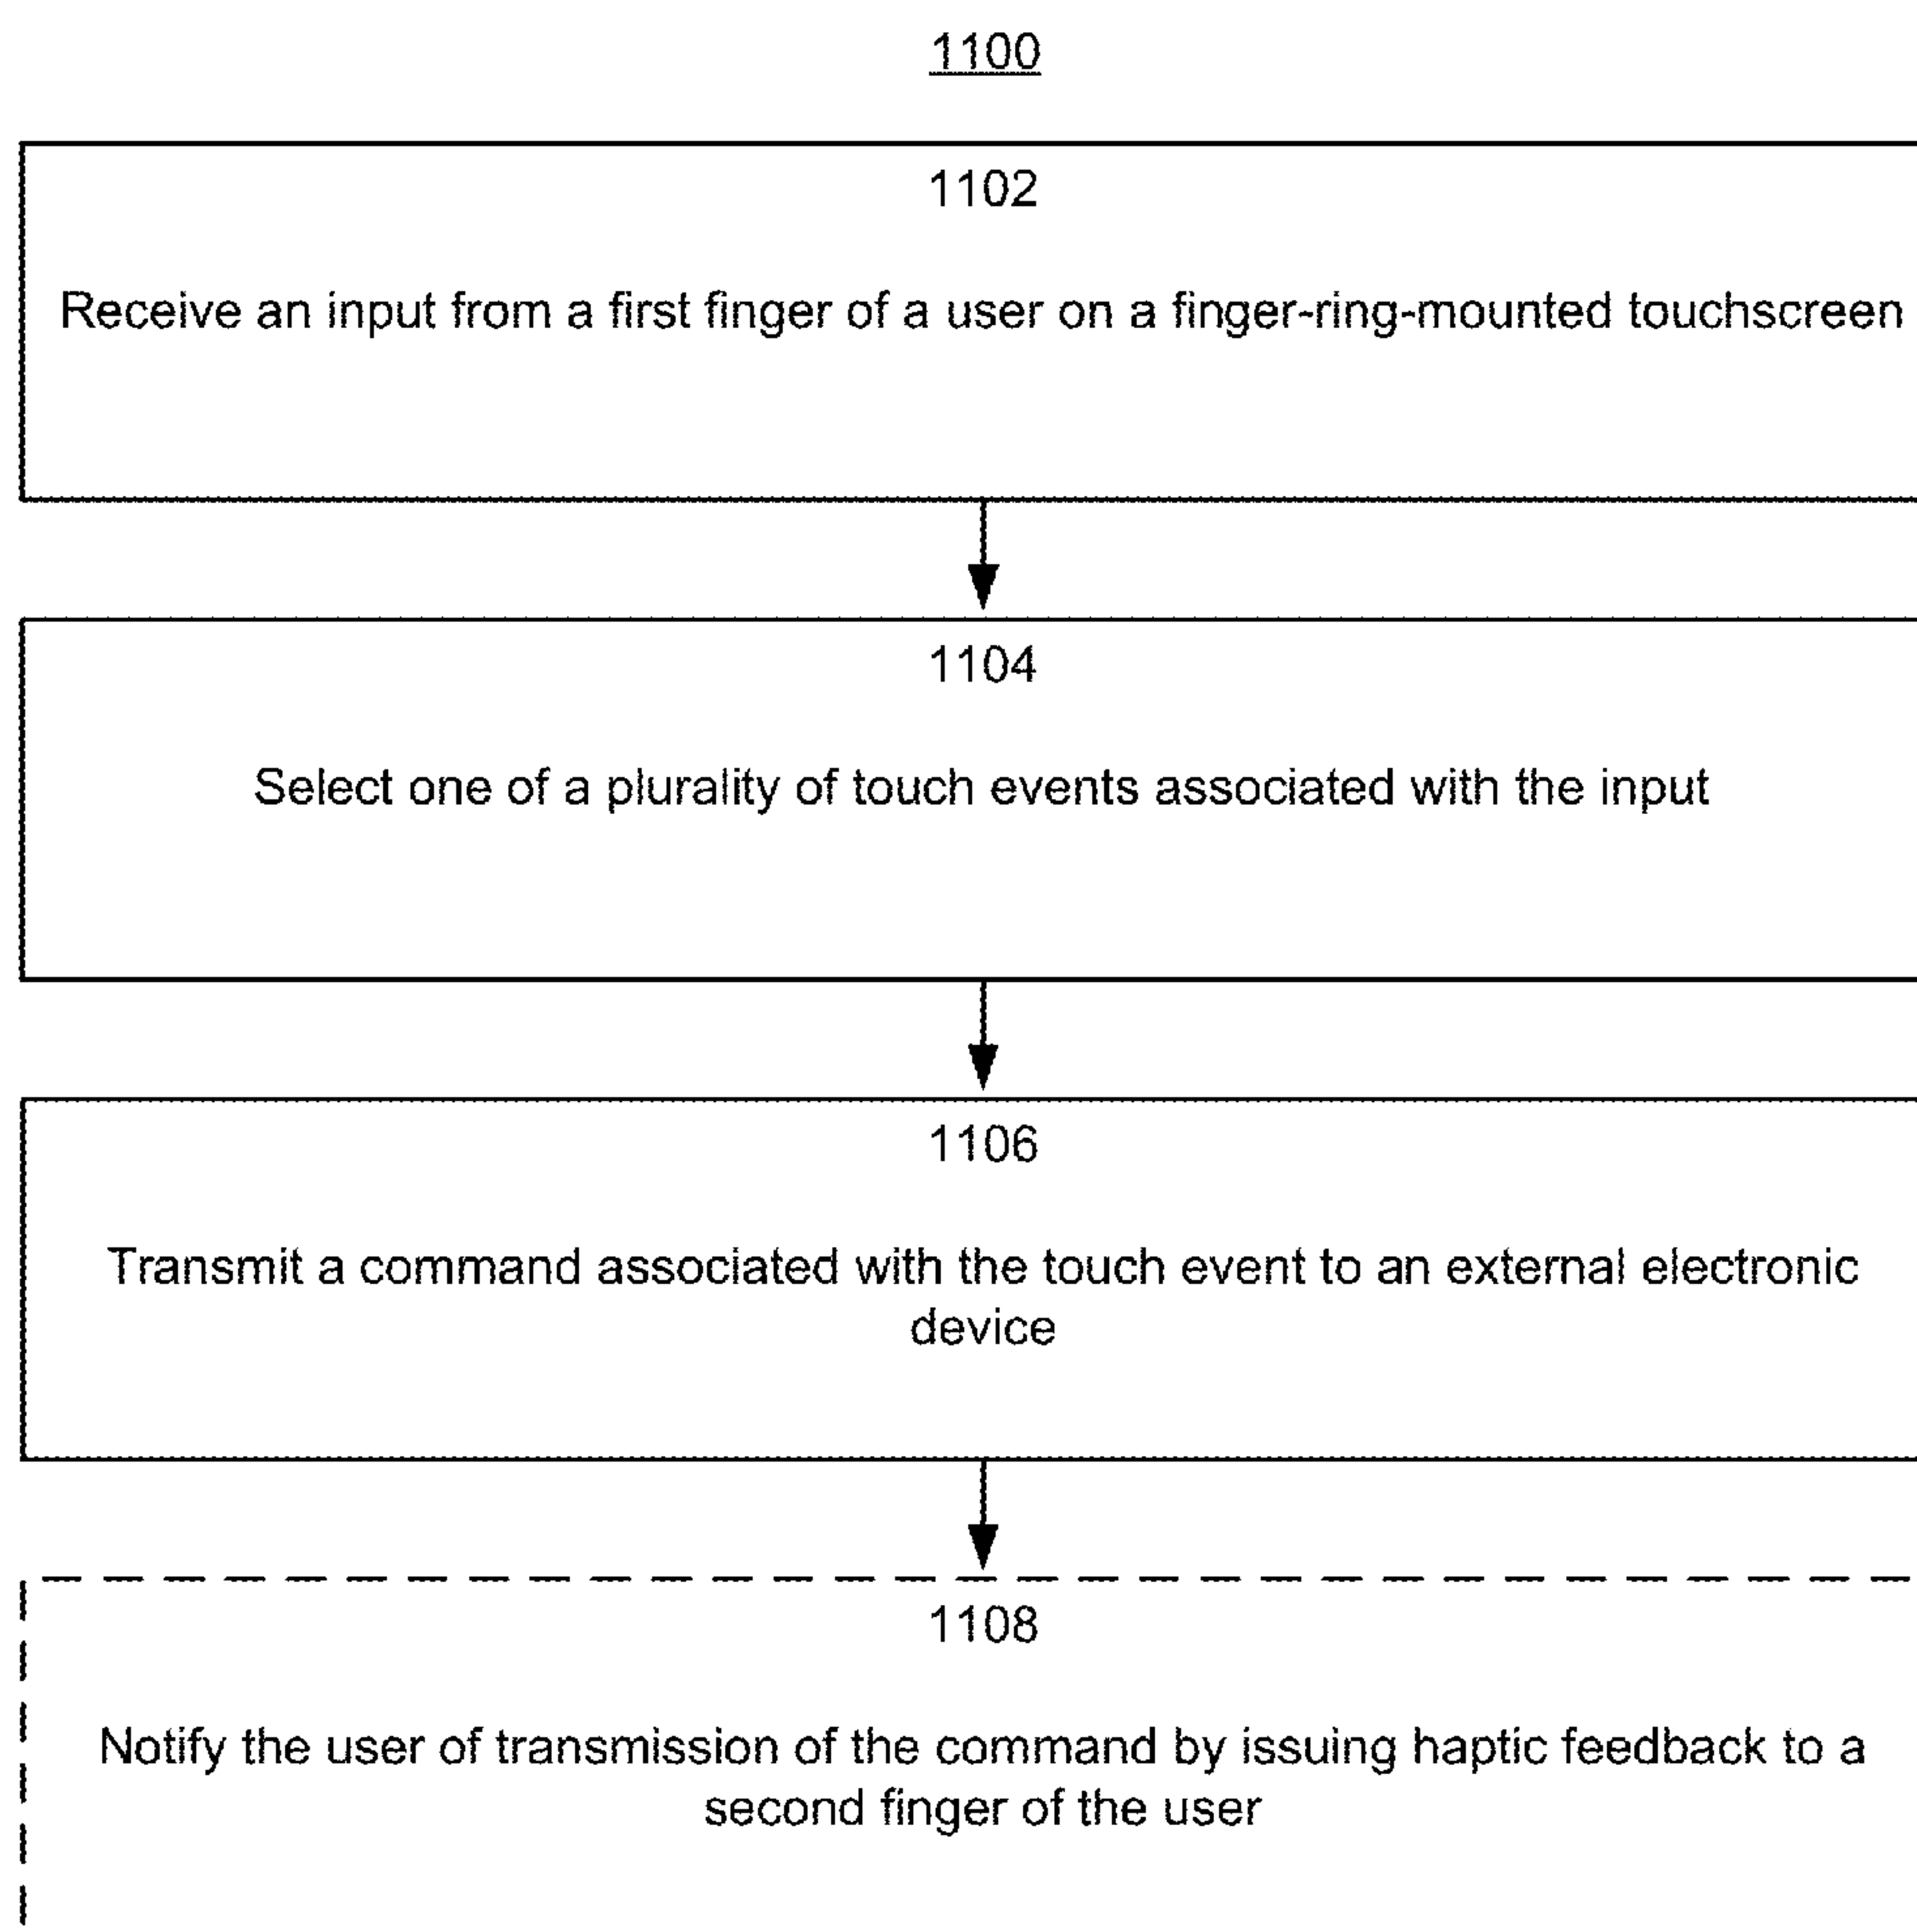 1100
1102
Receive an input from a first finger of a user on a finger-ring-mounted touchscreen
1104
Select one of a plurality of touch events associated with the input
1106
Transmit a command associated with the touch event to an external electronic
device
1108
Notify the user of transmission of the command by issuing haptic feedback to a
second finger of the user